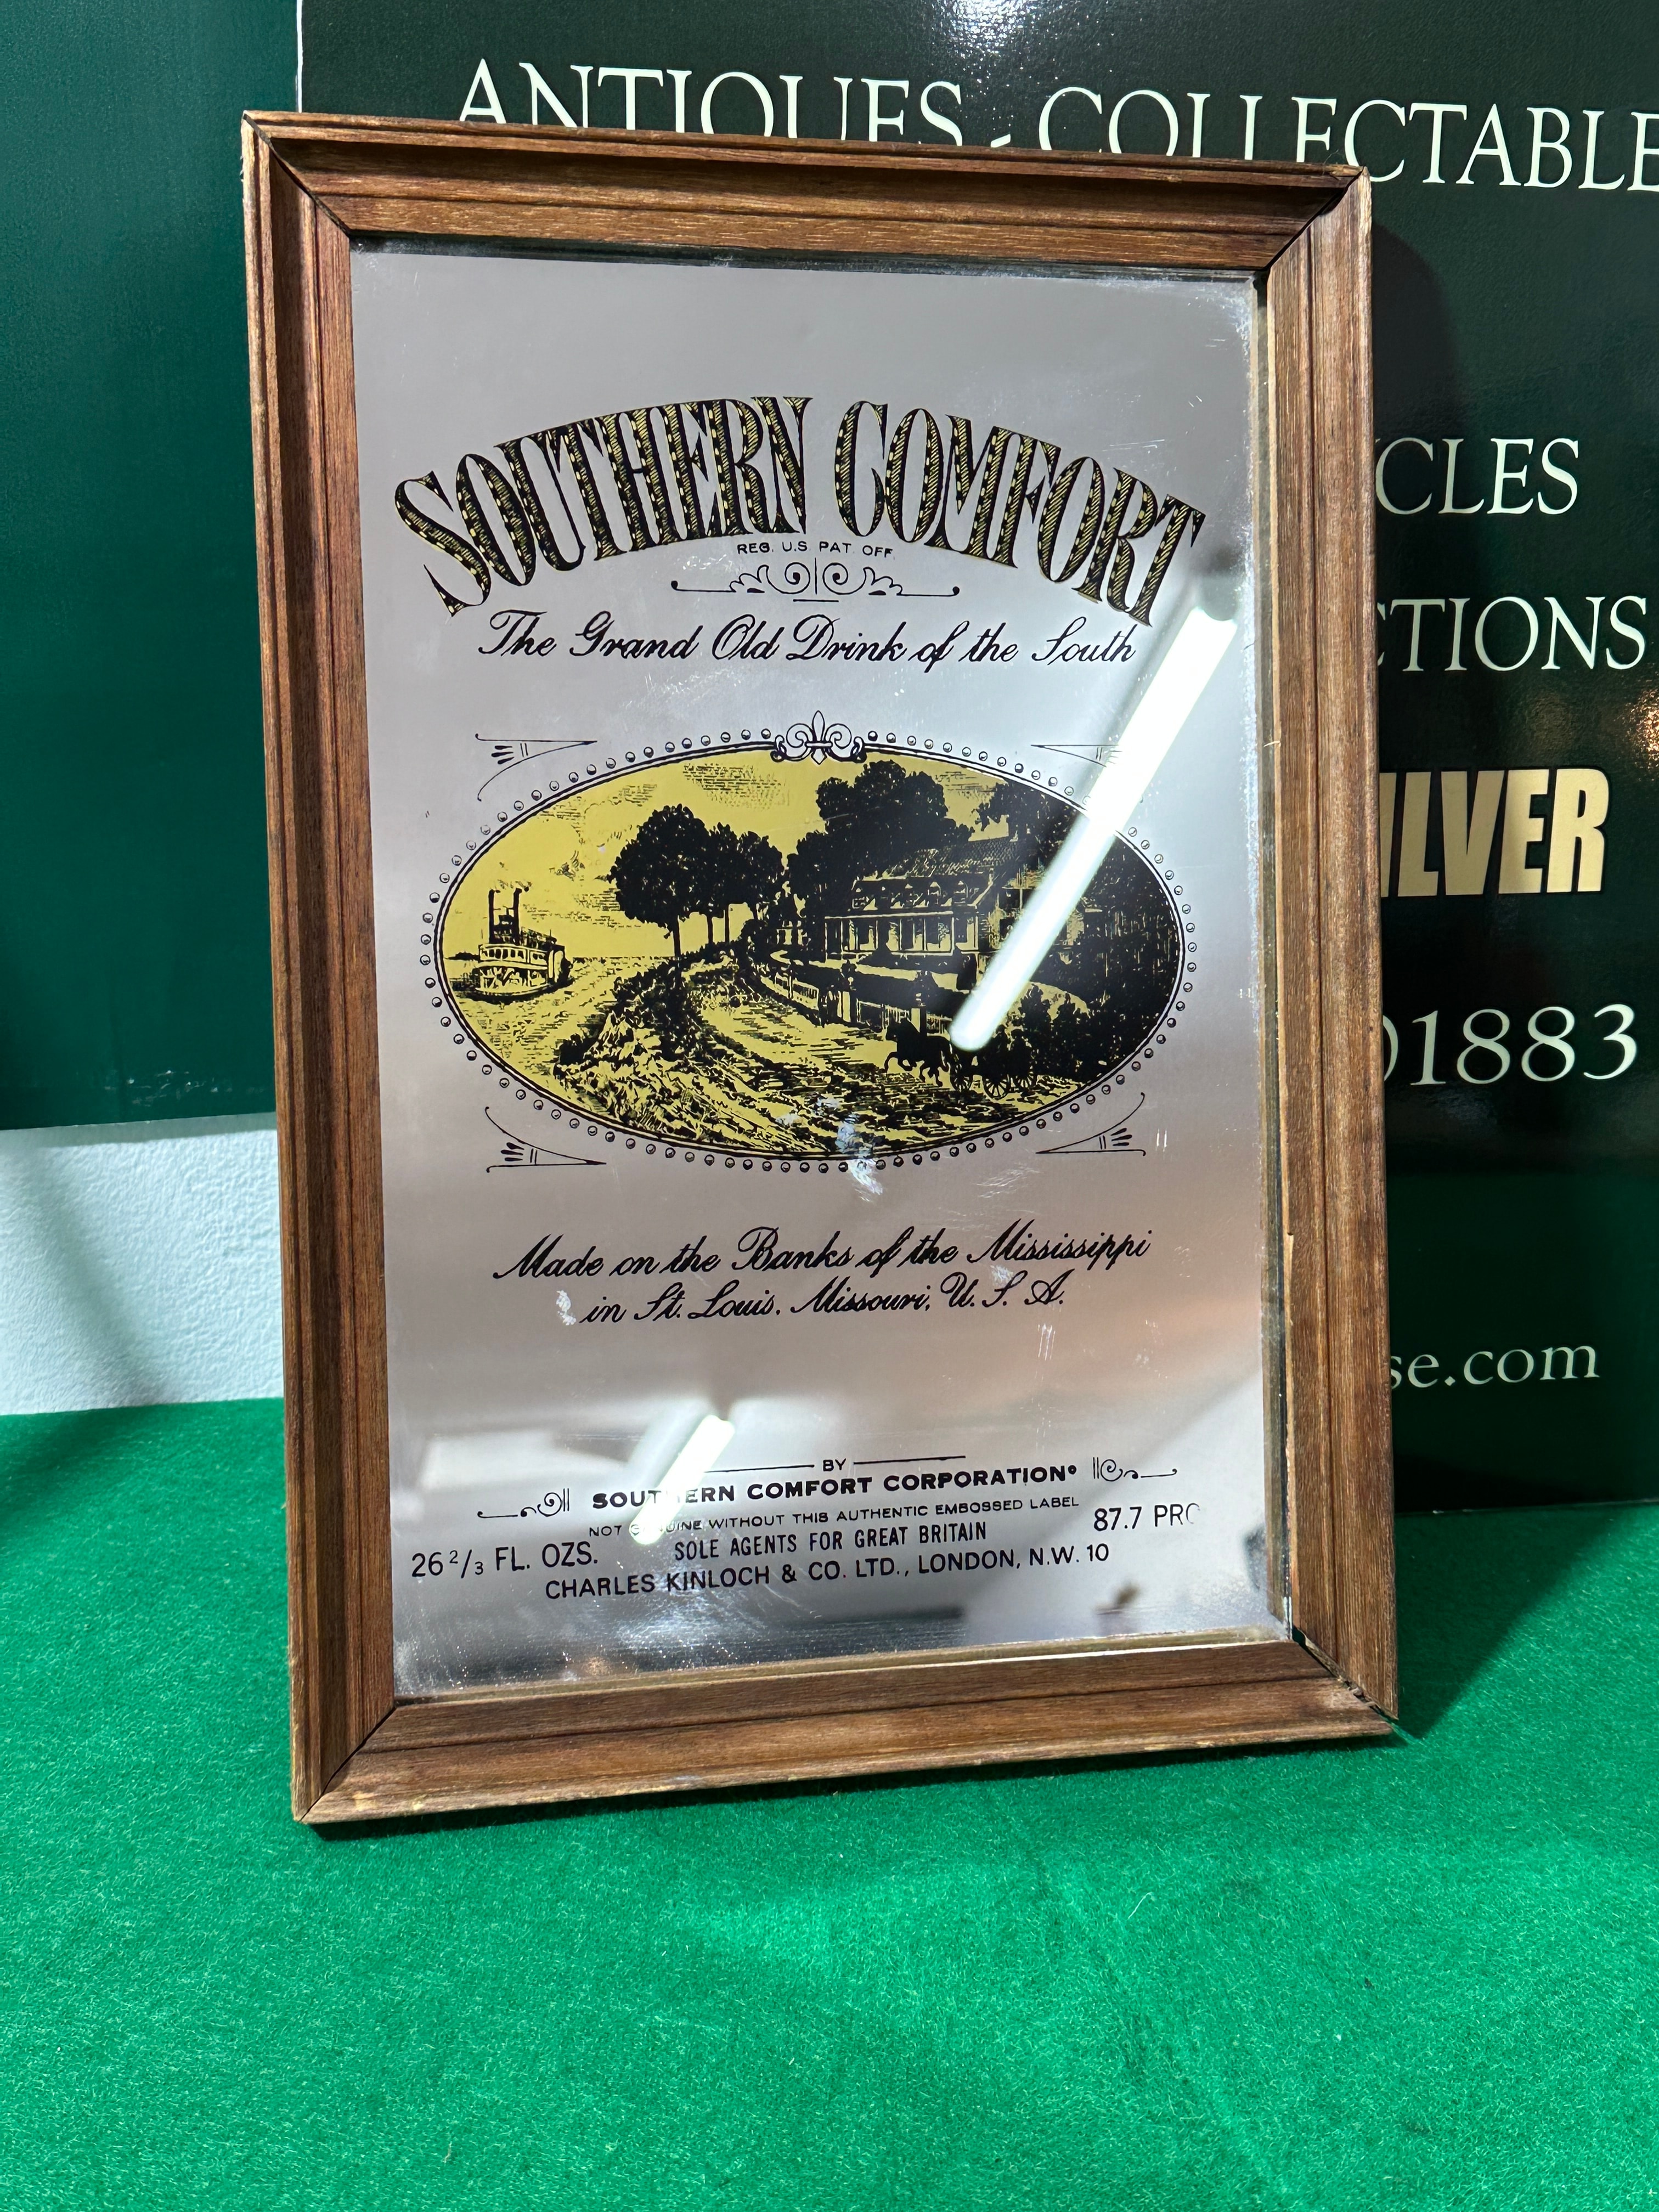 ANTIQUES - COLLECTABLE
SOUTHERN COMFORT
REG. U.S. PAT. OFF.
The Grand Old Drink of the South
Made on the Banks of the Mississippi
in St. Louis, Missouri, U. S. A.
BY
SOUTHERN COMFORT CORPORATION®
NOT GENUINE WITHOUT THIS AUTHENTIC EMBOSSED LABEL
87.7 PRO
SOLE AGENTS FOR GREAT BRITAIN
26 2/3 FL. OZS.
CHARLES KINLOCH & CO. LTD., LONDON, N.W. 10
CLES
CTIONS
ILVER
01883
se.com